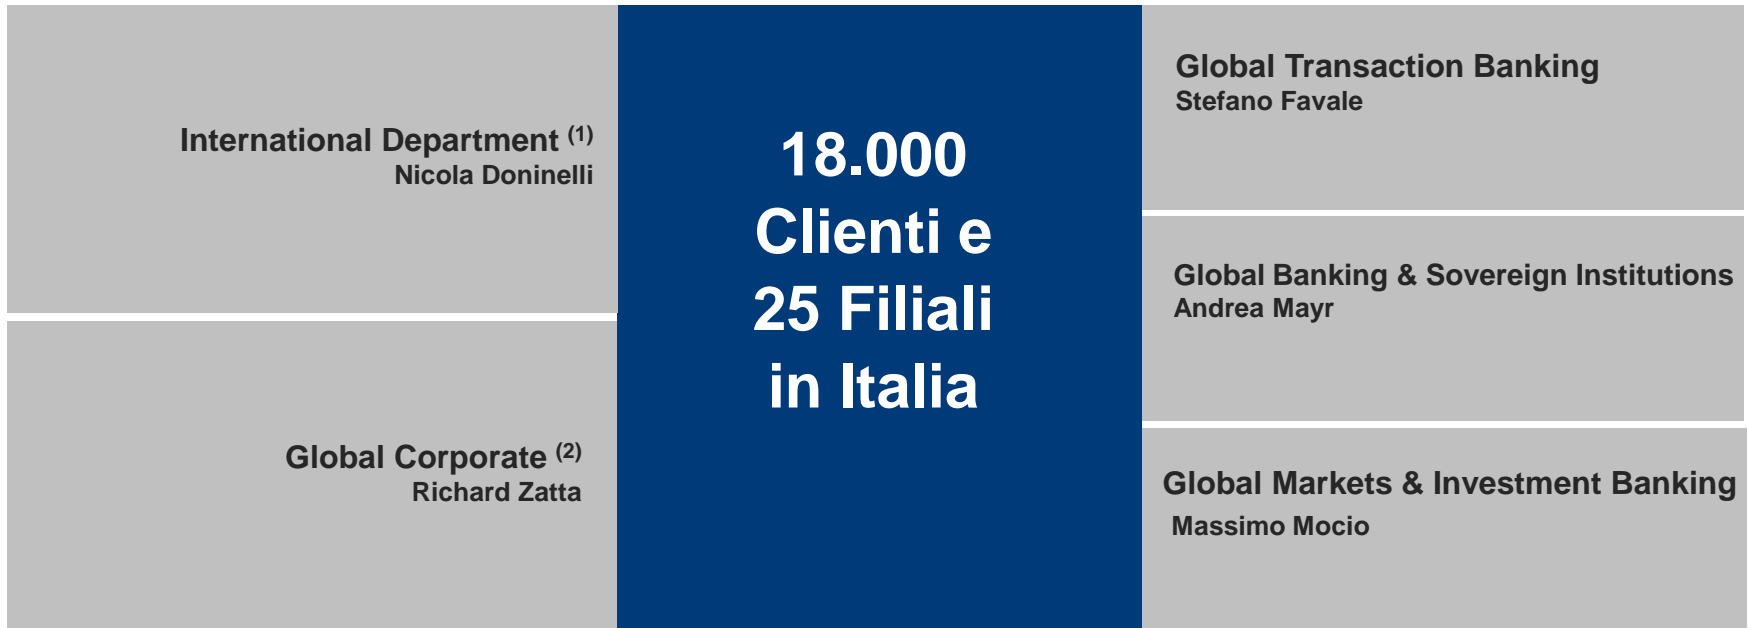 International Department (1)
Nicola Doninelli
Global Corporate (2)
Richard Zatta
18.000
Clienti e
25 Filiali
in Italia
Global Transaction Banking
Stefano Favale
Global Banking & Sovereign Institutions
Andrea Mayr
Global Markets & Investment Banking
Massimo Mocio